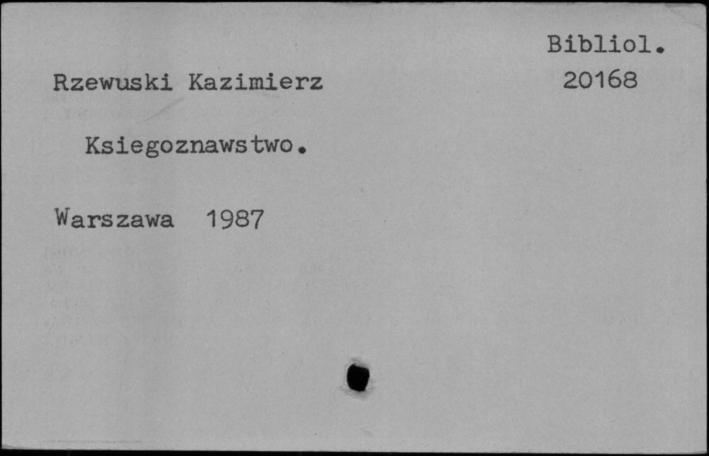 Bibliol.
Rzewuski Kazimierz 20168
Ksiegoznawstwo.
Warszawa 1987